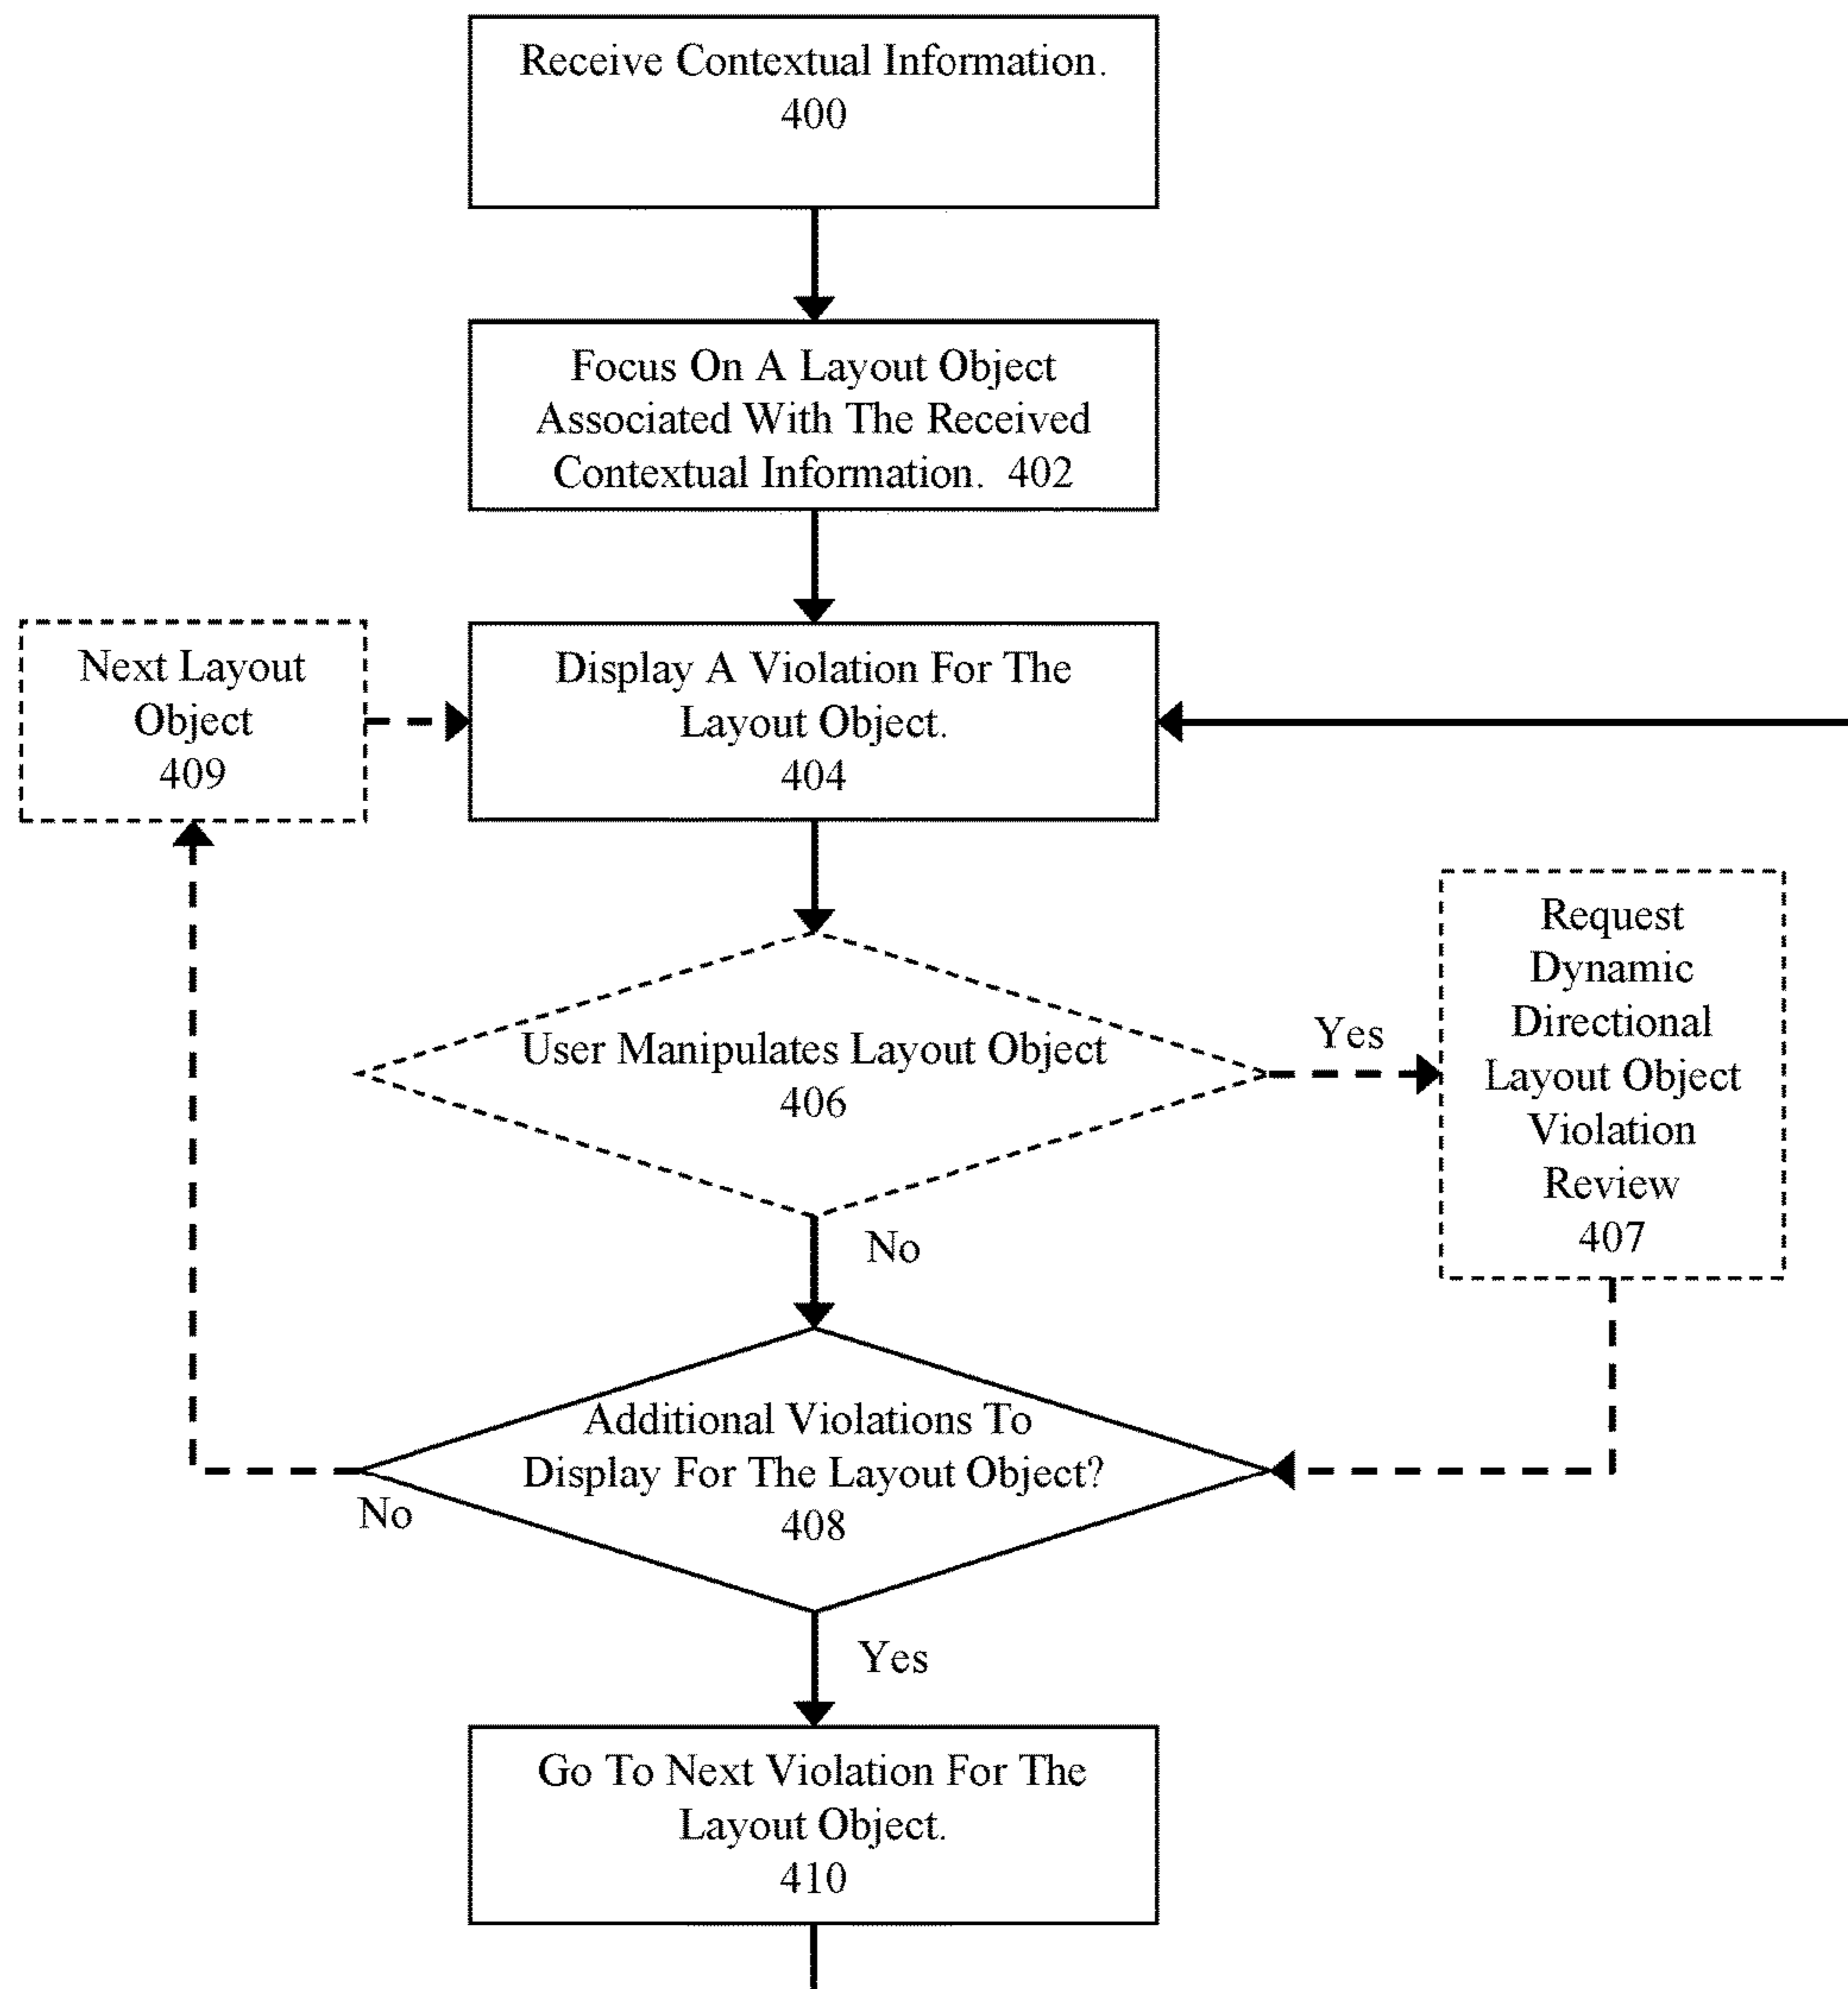 Receive Contextual Information.
400
Focus On A Layout Object
Associated With The Received
Contextual Information. 402
Next Layout
Object
409
Display A Violation For The
Layout Object.
404
User Manipulates Layout Object
406
Yes
Request
Dynamic
Directional
Layout Object
Violation
Review
407
No
Additional Violations To
Display For The Layout Object?
408
No
Yes
Go To Next Violation For The
Layout Object.
410